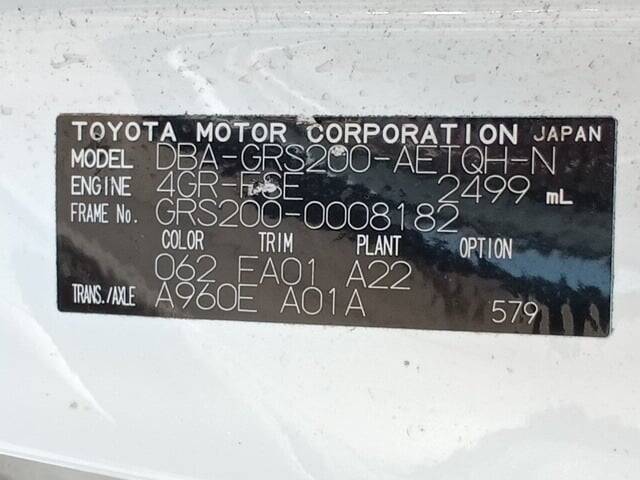 TOYOTA MOTOR CORPORATION JAPAN
MODEL DBA-GRS200-AETQH-N
ENGINE 4GR-FSE 2499 mL
FRAME No. GRS200-0008182
COLOR TRIM PLANT OPTION
062 FA01 A22
TRANS./AXLE A960E A01A 579